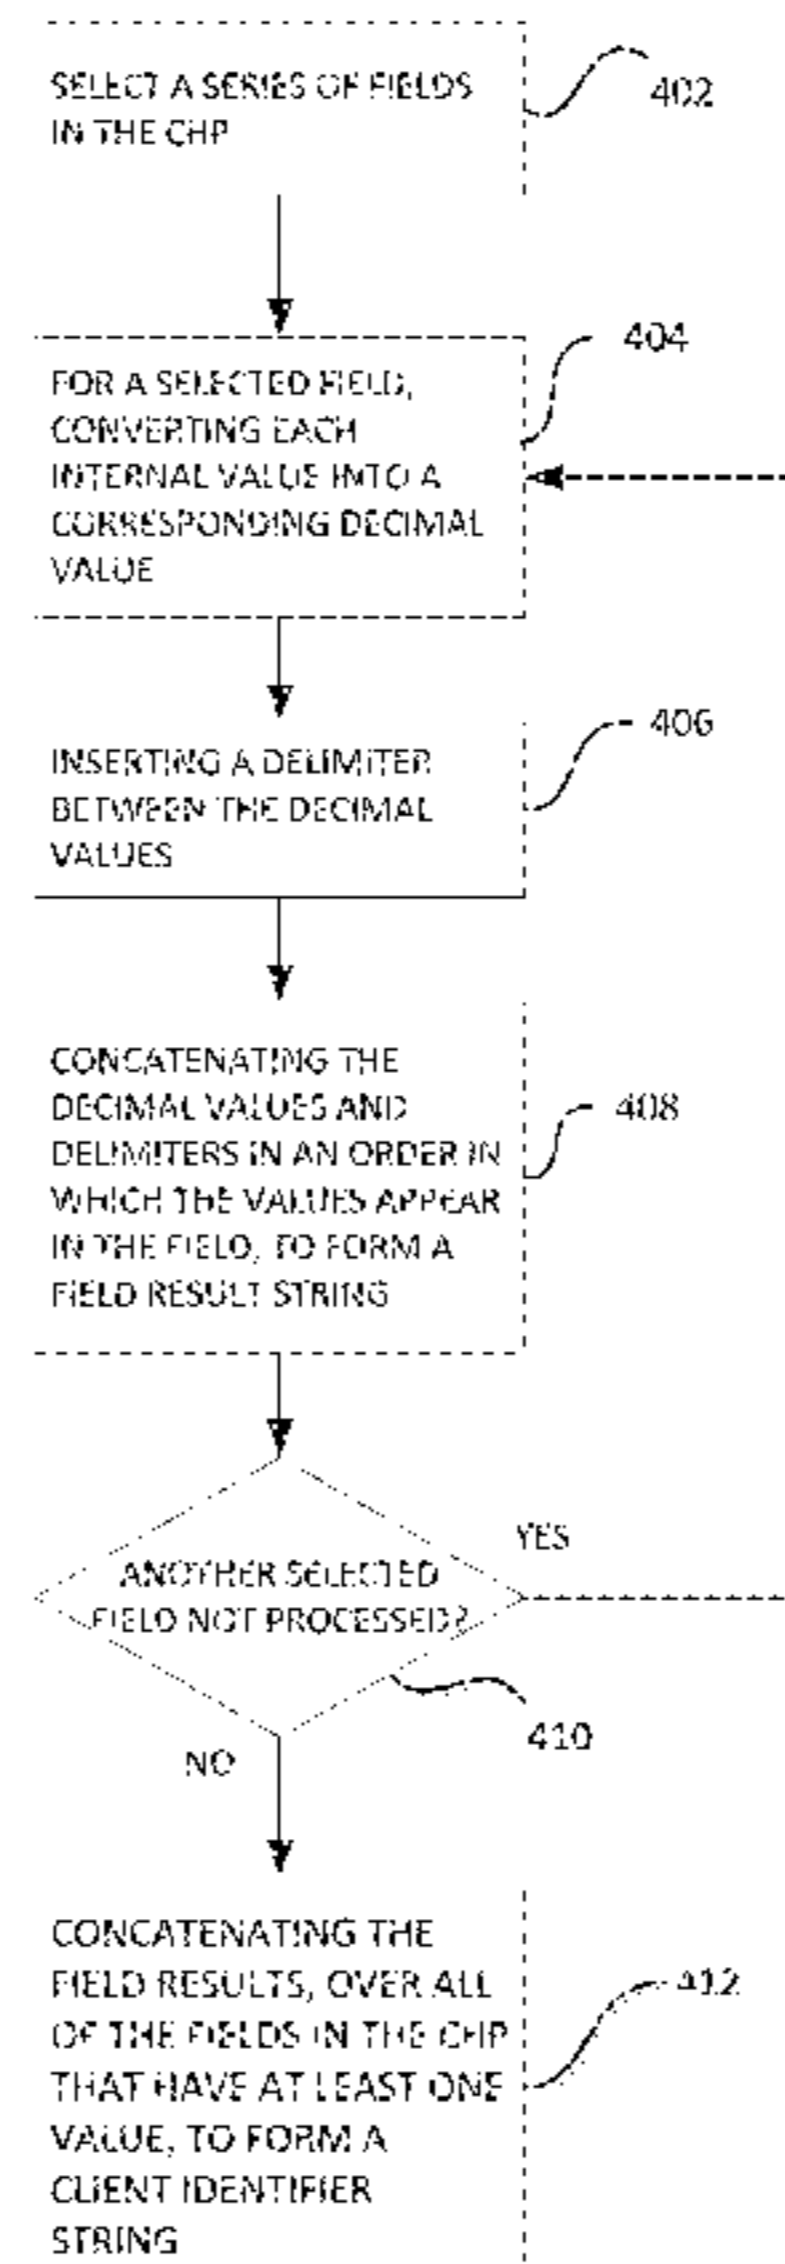 SELECT A SERIES OF FIELDS
IN THE CHP
402
404
FOR A SELECTED FIELD,
CONVERTING EACH
INTERNAL VALUE INTO A
CORRESPONDING DECIMAL
VALUE
406
INSERTING A DELIMITER
BETWEEN THE DECIMAL
VALUES
CONCATENATING THE
DECIMAL VALUES AND
DELIMITERS IN AN ORDER IN
WHICH THE VALUES APPEAR
IN THE FIELD, TO FORM A
FIELD RESULT STRING
408
YES
ANOTHER SELECTED
FIELD NOT PROCESSED?
410
NO
CONCATENATING THE
FIELD RESULTS, OVER ALL
OF THE FIELDS IN THE CHP
THAT HAVE AT LEAST ONE
VALUE, TO FORM A
CLIENT IDENTIFIER
STRING
412